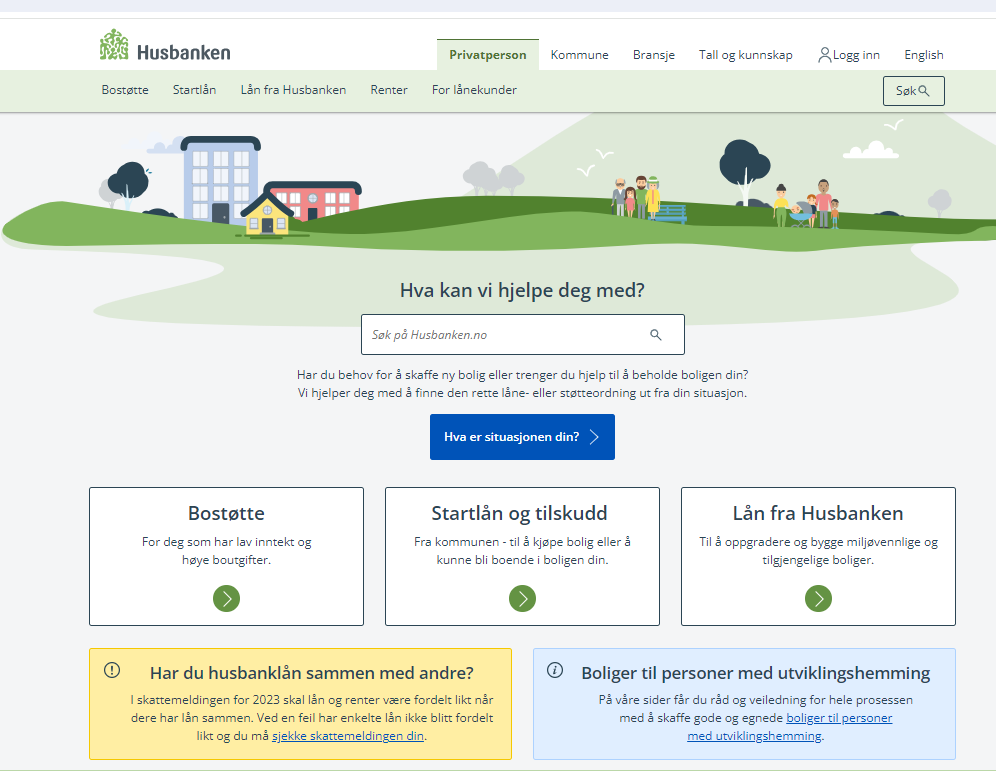 Husbanken
Privatperson Kommune Bransje Tall og kunnskap Logg inn English
Bostøtte Startlån Lån fra Husbanken Renter For lånekunder Søk
Hva kan vi hjelpe deg med?
Søk på Husbanken.no
Har du behov for å skaffe ny bolig eller trenger du hjelp til å beholde boligen din?
Vi hjelper deg med å finne den rette låne- eller støtteordning ut fra din situasjon.
Hva er situasjonen din?
Bostøtte
For deg som har lav inntekt og
høye boutgifter.
Startlån og tilskudd
Fra kommunen - til å kjøpe bolig eller å
kunne bli boende i boligen din.
Lån fra Husbanken
Til å oppgradere og bygge miljøvennlige og
tilgjengelige boliger.
Har du husbanklån sammen med andre?
I skattemeldingen for 2023 skal lån og renter være fordelt likt når
dere har lån sammen. Ved en feil har enkelte lån ikke blitt fordelt
likt og du må sjekke skattemeldingen din.
Boliger til personer med utviklingshemming
På våre sider får du råd og veiledning for hele prosessen
med å skaffe gode og egnede boliger til personer
med utviklingshemming.